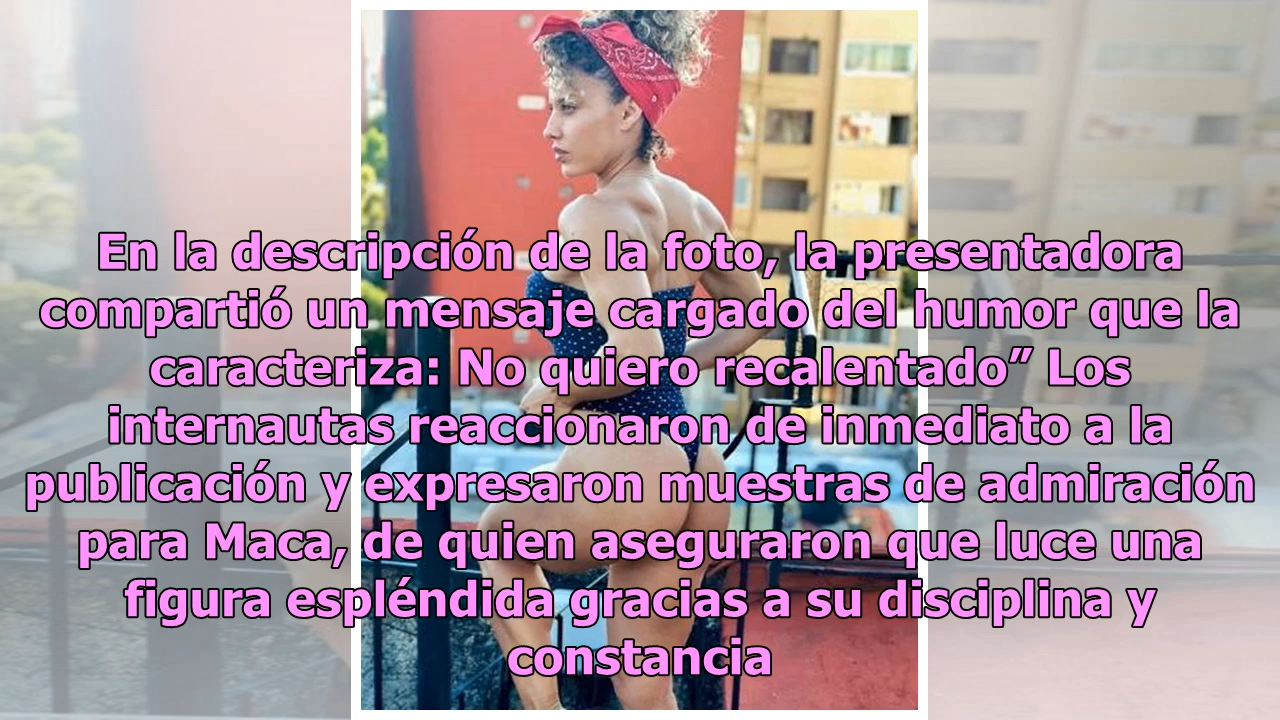 En la descripción de la foto, la presentadora
compartió un mensaje cargado del humor que la
caracteriza: No quiero recalentado” Los
internautas reaccionaron de inmediato a la
publicación y expresaron muestras de admiración
para Maca, de quien aseguraron que luce una
figura espléndida gracias a su disciplina y
constancia